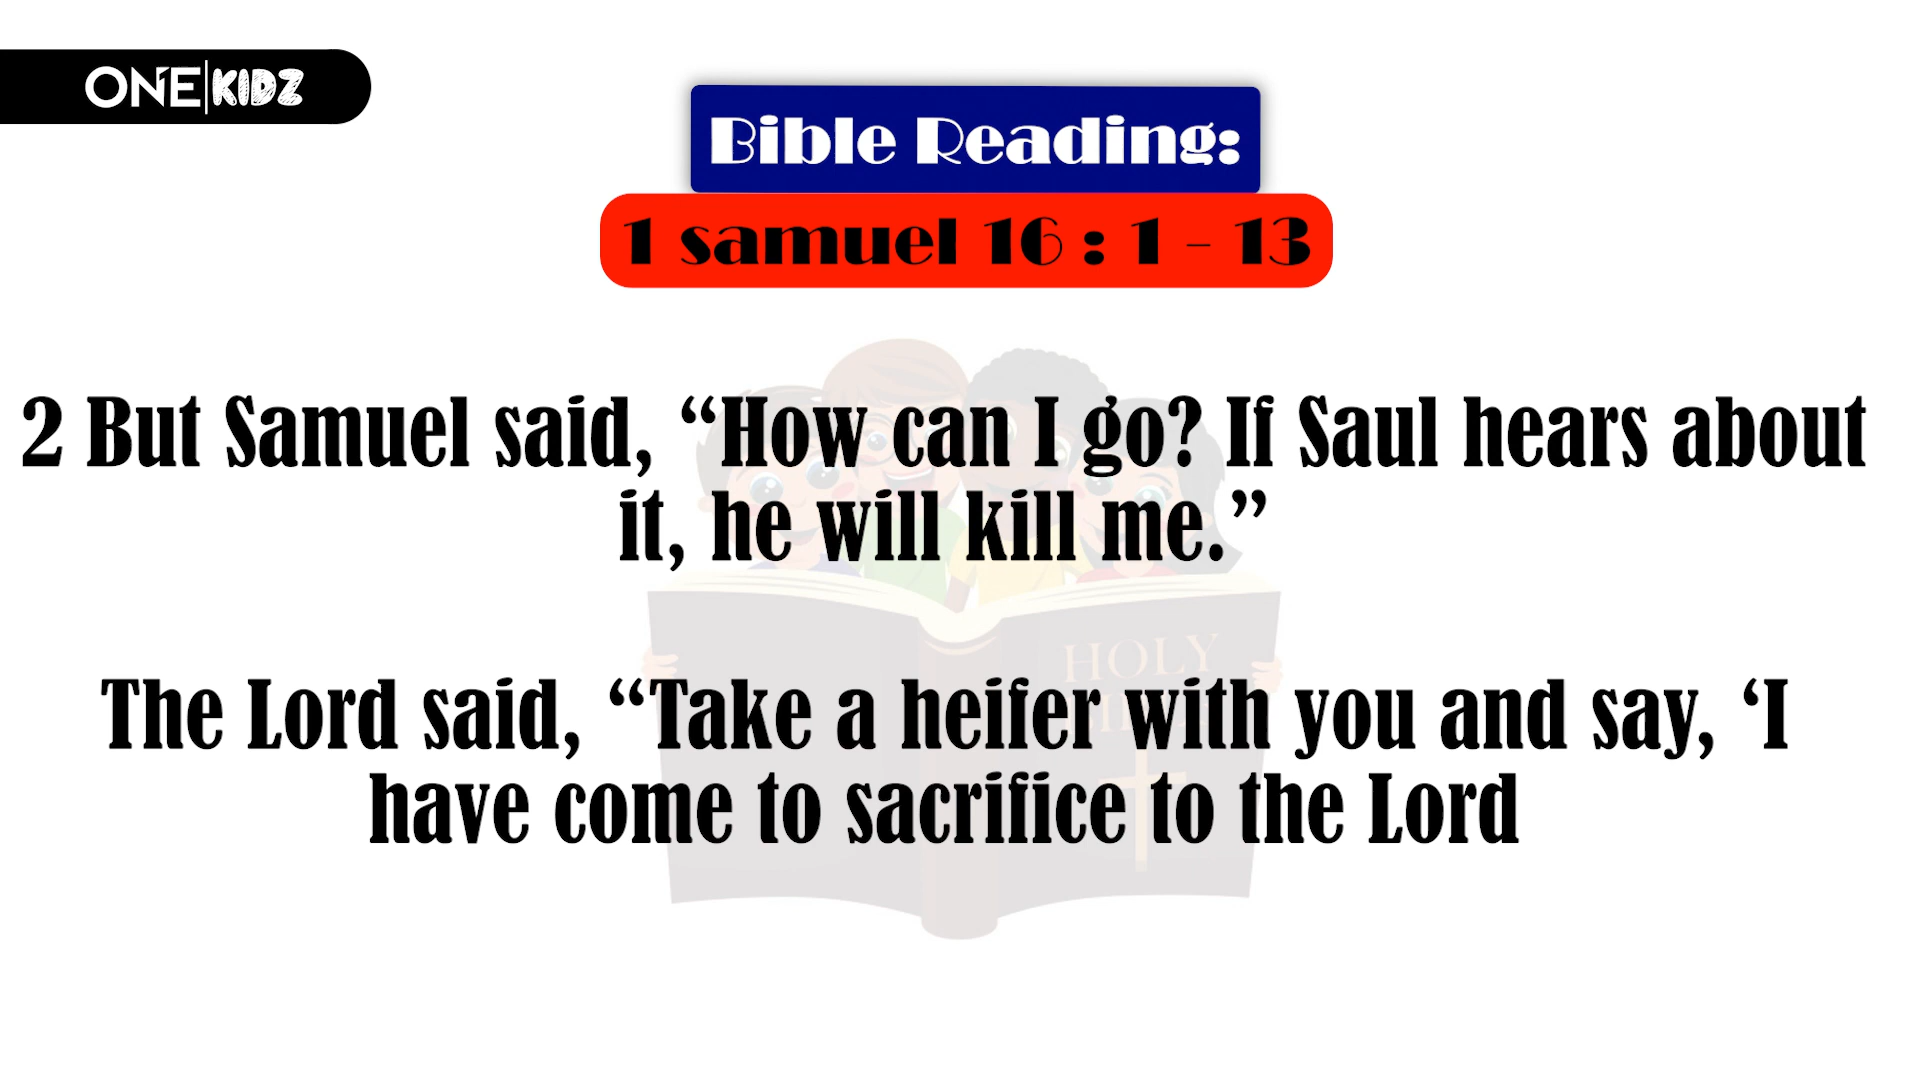 ONE|KIDZ
Bible Reading:
1 samuel 16 : 1 - 13
2 But Samuel said, “How can I go? If Saul hears about
it, he will kill me.”
HOLY
The Lord said, “Take a heifer with you and say, ‘I
have come to sacrifice to the Lord